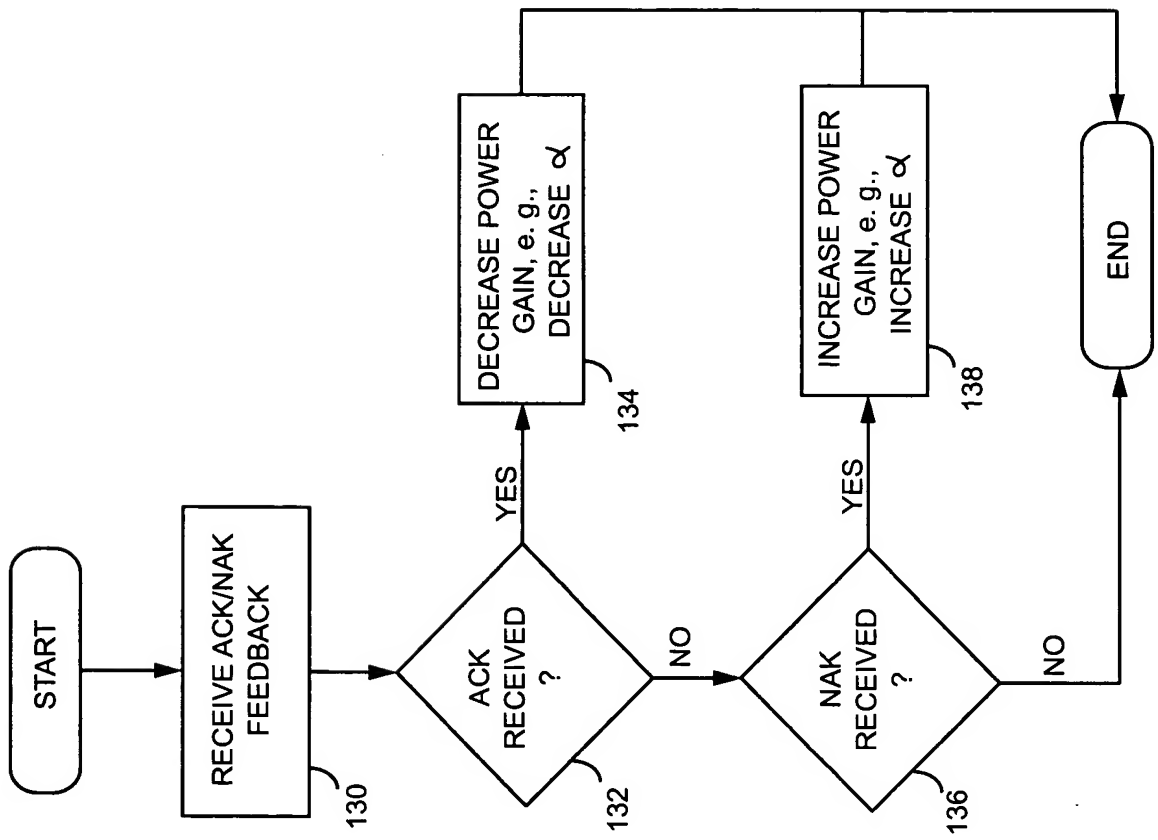 START
RECEIVE ACK/NAK
FEEDBACK
130
ACK
RECEIVED
?
132
YES
DECREASE POWER
GAIN, e. g.,
DECREASE α
134
NO
NAK
RECEIVED
?
136
YES
INCREASE POWER
GAIN, e. g.,
INCREASE α
138
NO
END